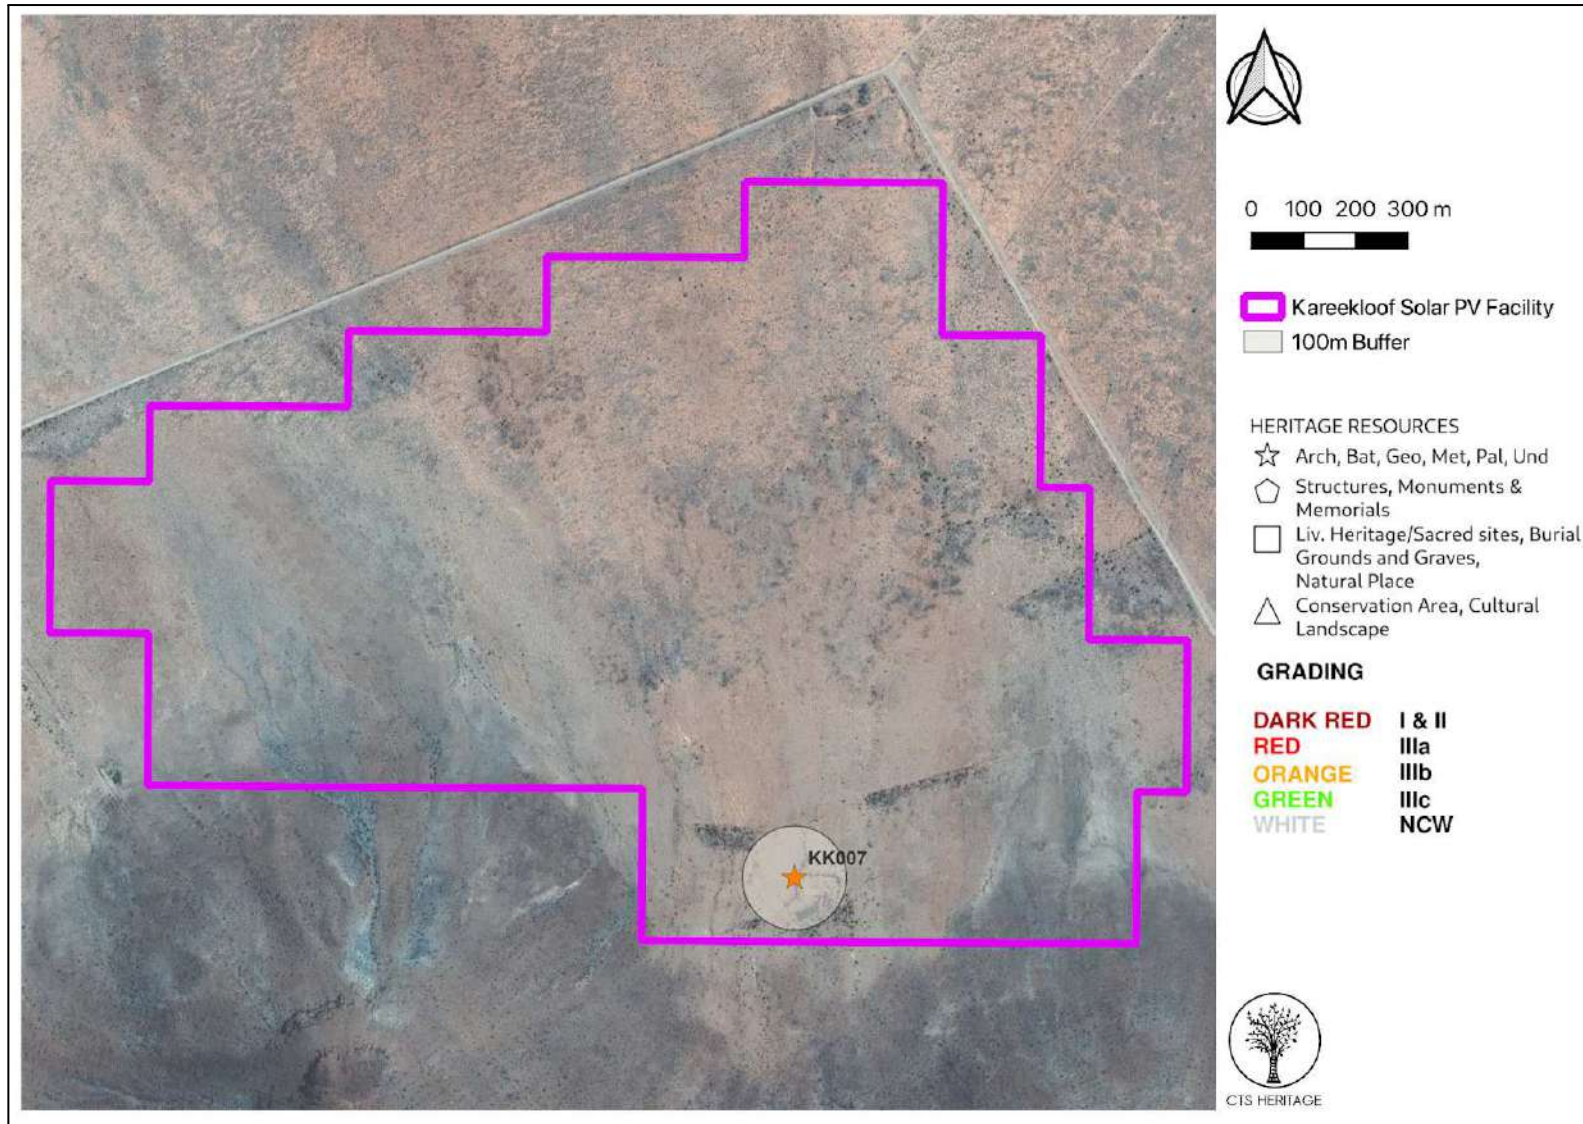 0 100 200 300 m
Kareekloof Solar PV Facility
100m Buffer
HERITAGE RESOURCES
Arch, Bat, Geo, Met, Pal, Und
Structures, Monuments &
Memorials
Liv. Heritage/Sacred sites, Burial
Grounds and Graves,
Natural Place
Conservation Area, Cultural
Landscape
GRADING
DARK RED I & II
RED IIIa
ORANGE IIIb
GREEN IIIc
WHITE NCW
KK007
CTS HERITAGE